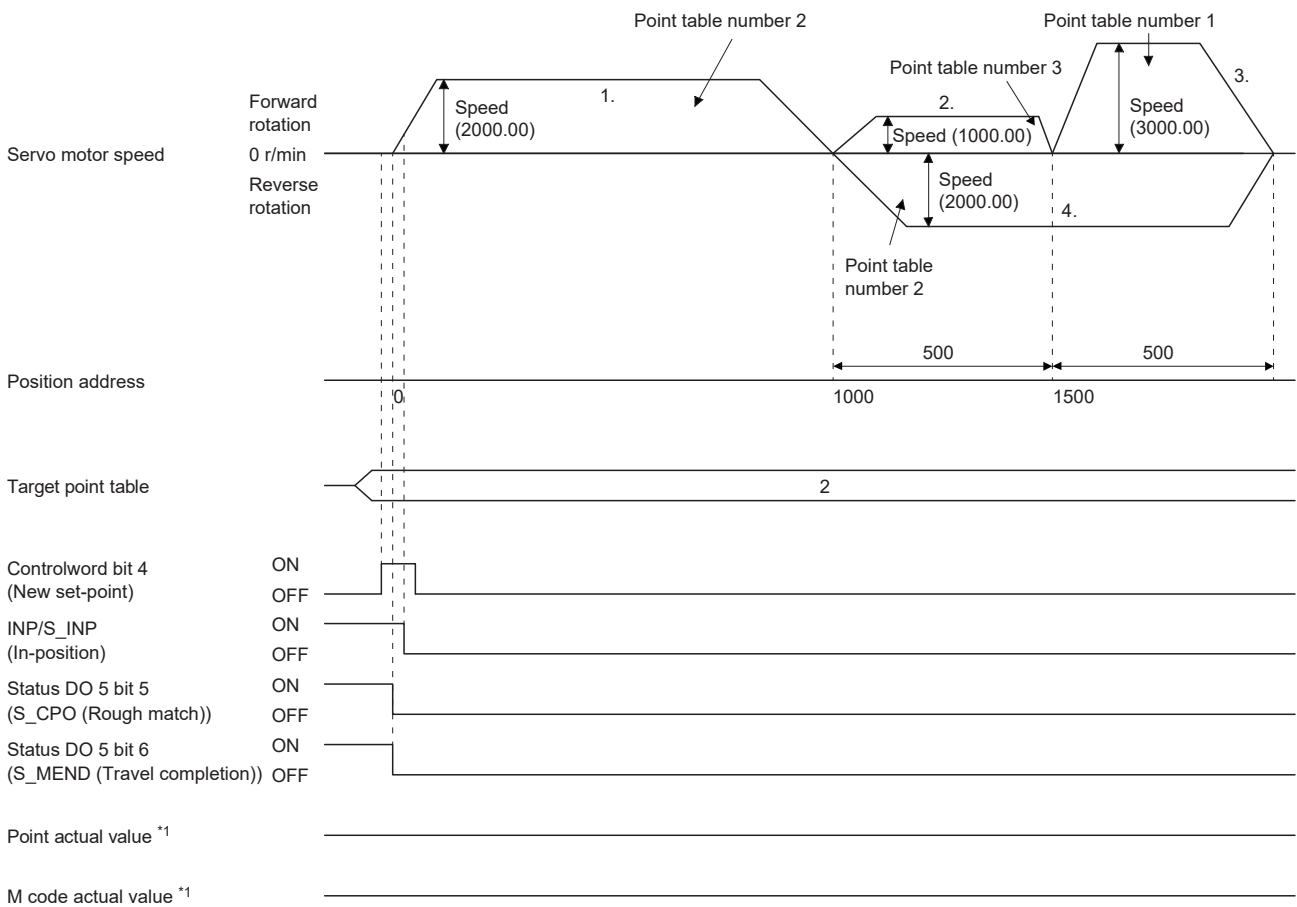 Point table number 2
Point table number 1
Point table number 3
3.
1.
2.
Forward
rotation
Speed
(2000.00)
Speed
(3000.00)
Speed (1000.00)
Servo motor speed
0 r/min
Reverse
rotation
Speed
(2000.00)
4.
Point table
number 2
500
500
Position address
0
1000
1500
Target point table
2
Controlword bit 4
(New set-point)
ON
OFF
INP/S_INP
(In-position)
ON
OFF
Status DO 5 bit 5
(S_CPO (Rough match))
ON
OFF
Status DO 5 bit 6
(S_MEND (Travel completion))
ON
OFF
Point actual value *1
M code actual value *1